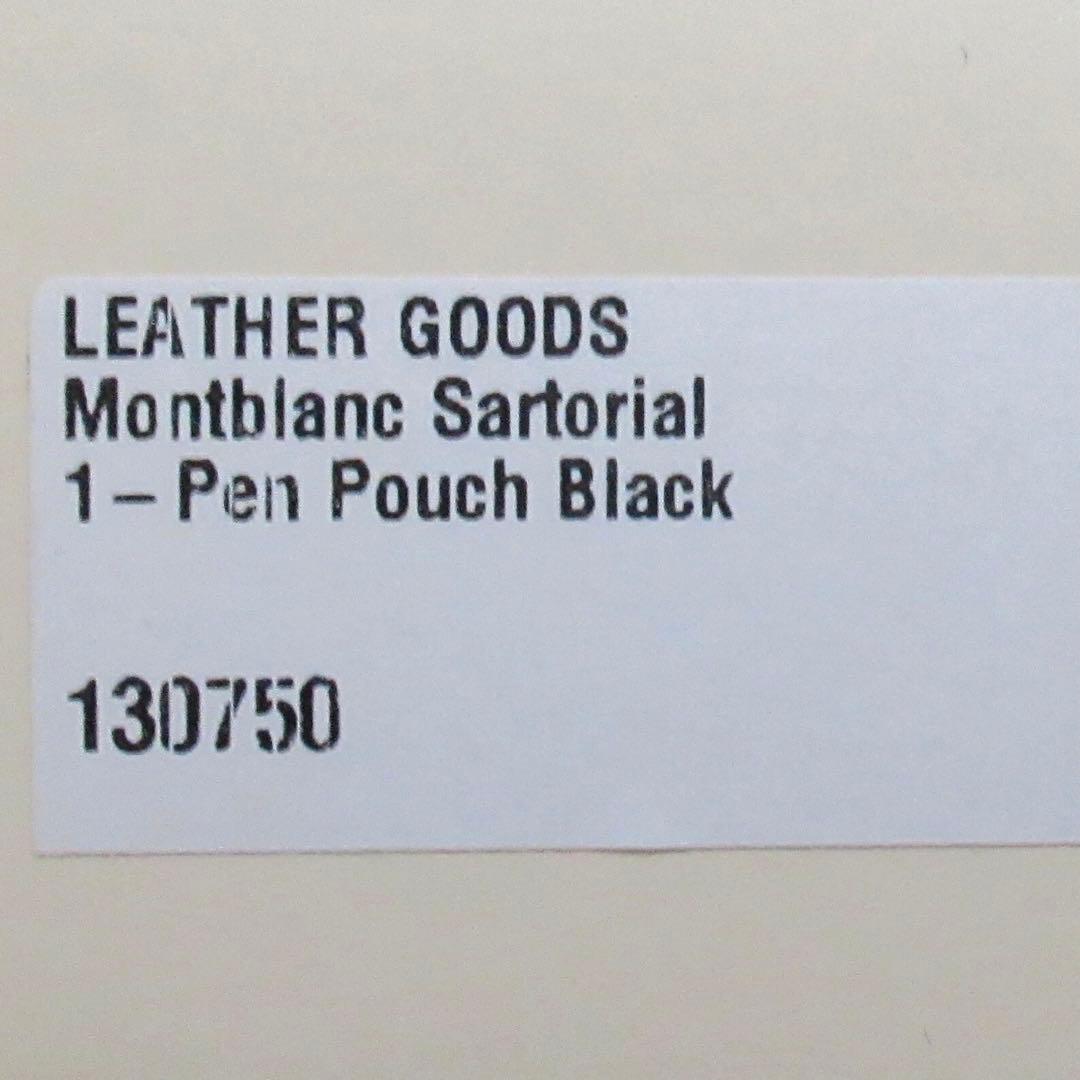 LEATHER GOODS
Montblanc Sartorial
1-Pen Pouch Black
130750